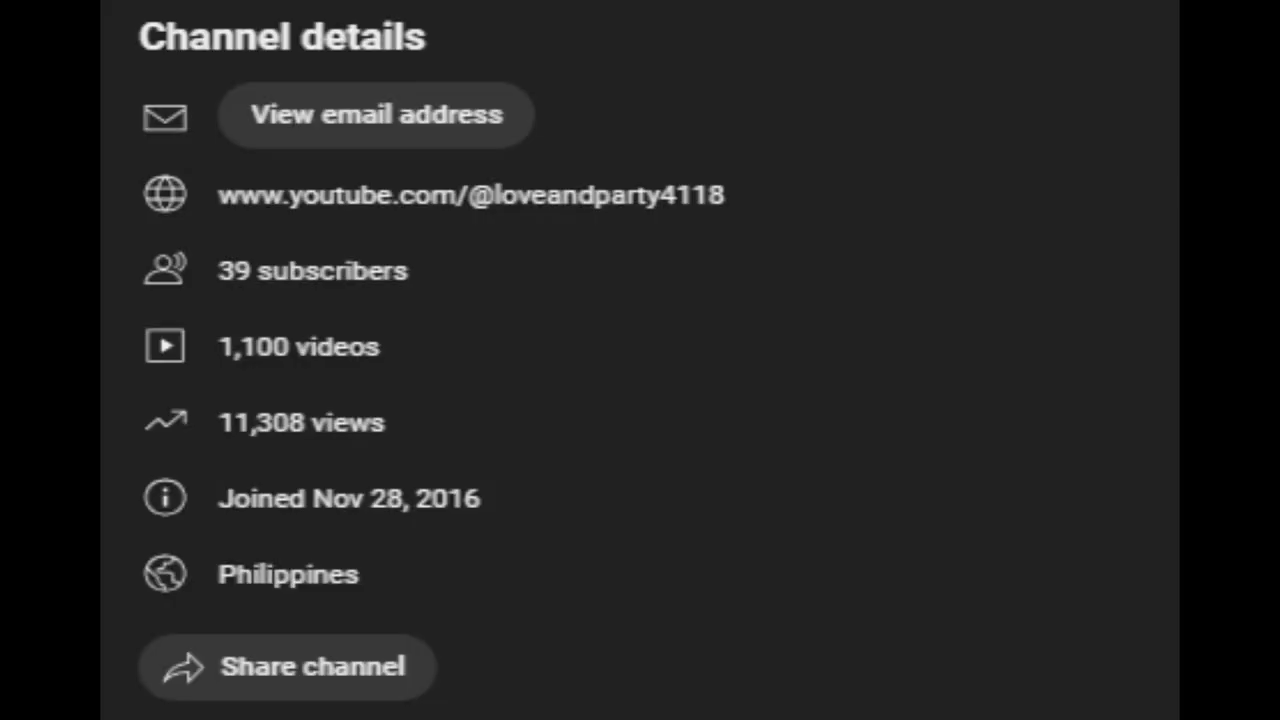 Channel details
View email address
www.youtube.com/@loveandparty4118
39 subscribers
1,100 videos
11,308 views
Joined Nov 28, 2016
Philippines
Share channel